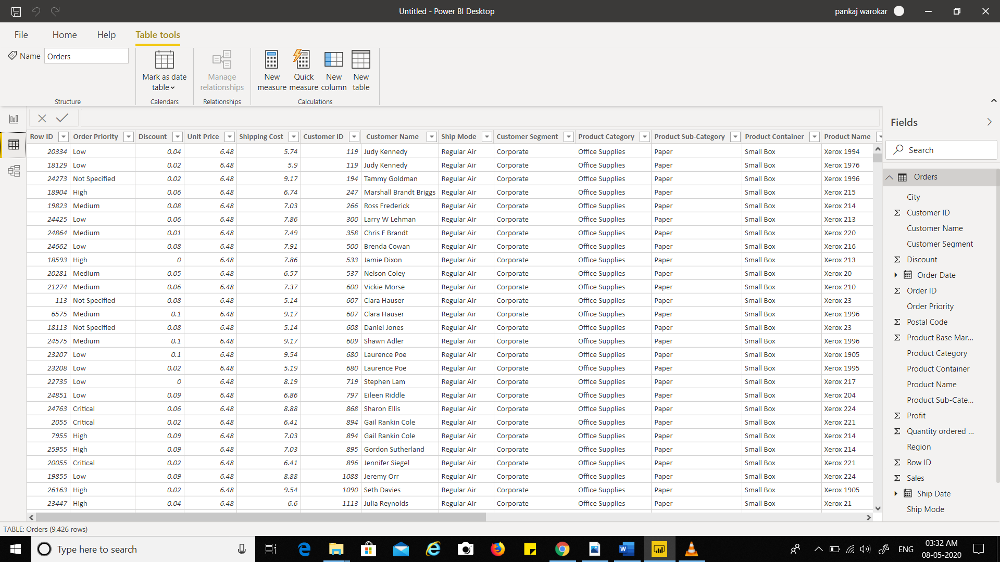 Untitled - Power BI Desktop
pankaj warokar
File Home Help Table tools
Name Orders
Mark as date table
Manage relationships
New measure
Quick measure
New column
New table
Structure Calendars Relationships Calculations
Row ID Order Priority Discount Unit Price Shipping Cost Customer ID Customer Name Ship Mode Customer Segment Product Category Product Sub-Category Product Container Product Name
20334 Low 0.04 6.48 5.74 119 Judy Kennedy Regular Air Corporate Office Supplies Paper Small Box Xerox 1994
18129 Low 0.02 6.48 5.9 119 Judy Kennedy Regular Air Corporate Office Supplies Paper Small Box Xerox 1976
24273 Not Specified 0.02 6.48 9.17 194 Tammy Goldman Regular Air Corporate Office Supplies Paper Small Box Xerox 1996
18904 High 0.06 6.48 6.74 247 Marshall Brandt Briggs Regular Air Corporate Office Supplies Paper Small Box Xerox 215
19823 Medium 0.08 6.48 7.03 266 Ross Frederick Regular Air Corporate Office Supplies Paper Small Box Xerox 214
24425 Low 0.06 6.48 7.86 300 Larry W Lehman Regular Air Corporate Office Supplies Paper Small Box Xerox 213
24864 Medium 0.01 6.48 7.49 358 Chris F Brandt Regular Air Corporate Office Supplies Paper Small Box Xerox 220
24662 Low 0.08 6.48 7.91 500 Brenda Cowan Regular Air Corporate Office Supplies Paper Small Box Xerox 216
18593 High 0 6.48 7.86 533 Jamie Dixon Regular Air Corporate Office Supplies Paper Small Box Xerox 213
20281 Medium 0.05 6.48 6.57 537 Nelson Coley Regular Air Corporate Office Supplies Paper Small Box Xerox 20
21274 Medium 0.06 6.48 7.37 600 Vickie Morse Regular Air Corporate Office Supplies Paper Small Box Xerox 210
113 Not Specified 0.08 6.48 5.14 607 Clara Hauser Regular Air Corporate Office Supplies Paper Small Box Xerox 23
6575 Medium 0.1 6.48 9.17 607 Clara Hauser Regular Air Corporate Office Supplies Paper Small Box Xerox 1996
18113 Not Specified 0.08 6.48 5.14 608 Daniel Jones Regular Air Corporate Office Supplies Paper Small Box Xerox 23
24575 Medium 0.1 6.48 9.17 609 Shawn Adler Regular Air Corporate Office Supplies Paper Small Box Xerox 1996
23207 Low 0.1 6.48 9.54 680 Laurence Poe Regular Air Corporate Office Supplies Paper Small Box Xerox 1905
23208 Low 0.02 6.48 5.19 680 Laurence Poe Regular Air Corporate Office Supplies Paper Small Box Xerox 1995
22735 Low 0 6.48 8.19 719 Stephen Lam Regular Air Corporate Office Supplies Paper Small Box Xerox 217
24851 Low 0.09 6.48 6.86 797 Eileen Riddle Regular Air Corporate Office Supplies Paper Small Box Xerox 204
24763 Critical 0.06 6.48 8.88 868 Sharon Ellis Regular Air Corporate Office Supplies Paper Small Box Xerox 224
2055 Critical 0.02 6.48 6.41 894 Gail Rankin Cole Regular Air Corporate Office Supplies Paper Small Box Xerox 221
7955 High 0.09 6.48 7.03 894 Gail Rankin Cole Regular Air Corporate Office Supplies Paper Small Box Xerox 214
25955 High 0.09 6.48 7.03 895 Gordon Sutherland Regular Air Corporate Office Supplies Paper Small Box Xerox 214
20055 Critical 0.02 6.48 6.41 896 Jennifer Siegel Regular Air Corporate Office Supplies Paper Small Box Xerox 221
19855 Low 0.09 6.48 8.88 1088 Jeremy Orr Regular Air Corporate Office Supplies Paper Small Box Xerox 224
26163 High 0.02 6.48 9.54 1090 Seth Davies Regular Air Corporate Office Supplies Paper Small Box Xerox 1905
23447 High 0.04 6.48 6.6 1113 Julia Reynolds Regular Air Corporate Office Supplies Paper Small Box Xerox 21
Fields
Search
Orders
City
Customer ID
Customer Name
Customer Segment
Discount
Order Date
Order ID
Order Priority
Postal Code
Product Base Mar...
Product Category
Product Container
Product Name
Product Sub-Cate...
Profit
Quantity ordered ...
Region
Row ID
Sales
Ship Date
Ship Mode
TABLE: Orders (9,426 rows)
Type here to search
ENG
03:32 AM
08-05-2020